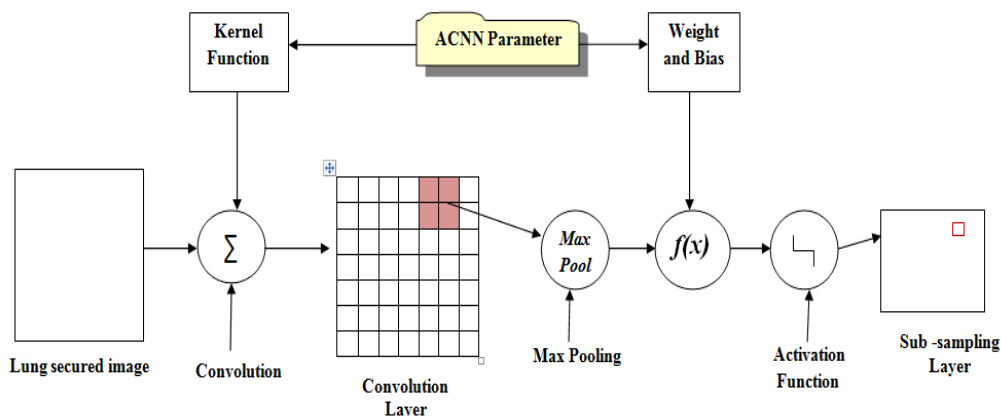 Kernel
Function
ACNN Parameter
Weight
and Bias
Σ
Max
Pool
f(x)
Lung secured image
Convolution
Convolution
Layer
Max Pooling
Activation
Function
Sub -sampling
Layer